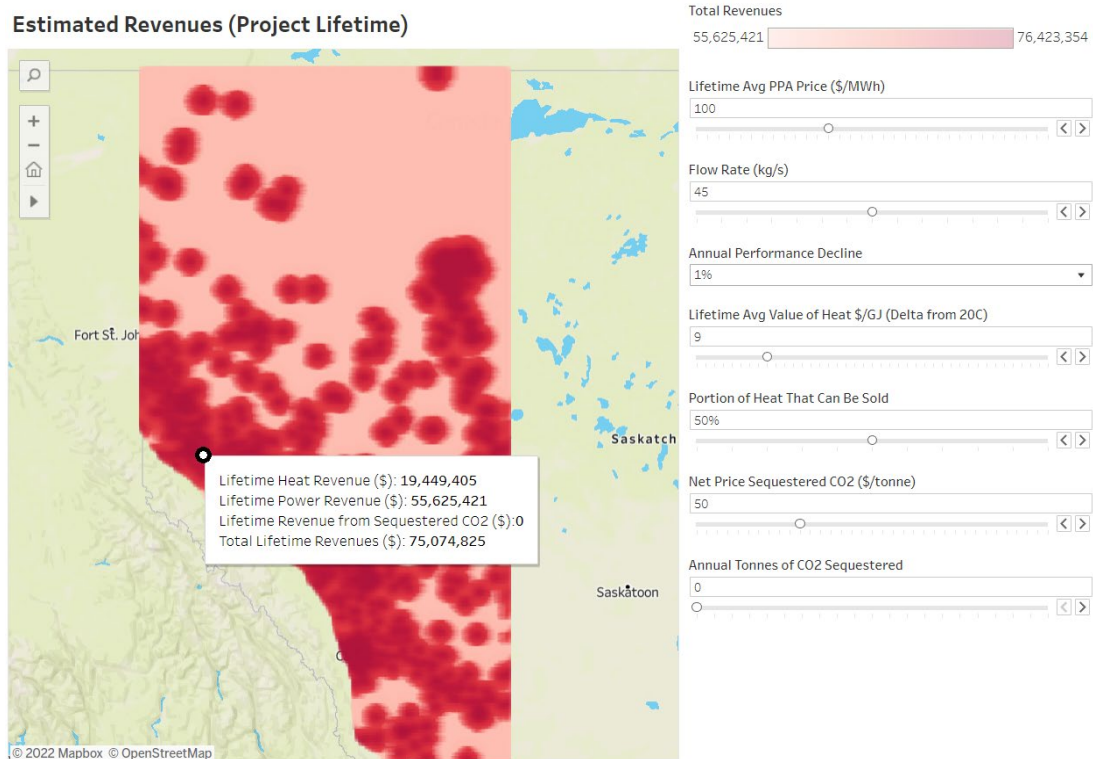 Estimated Revenues (Project Lifetime)
Fort St. Joh
Saskatch
Lifetime Heat Revenue ($): 19,449,405
Lifetime Power Revenue ($): 55,625,421
Lifetime Revenue from Sequestered CO2 ($):0
Total Lifetime Revenues ($): 75,074,825
Saskatoon
C
© 2022 Mapbox © OpenStreetMap
Total Revenues
55,625,421 76,423,354
Lifetime Avg PPA Price ($/MWh)
100
Flow Rate (kg/s)
45
Annual Performance Decline
1%
Lifetime Avg Value of Heat $/GJ (Delta from 20C)
9
Portion of Heat That Can Be Sold
50%
Net Price Sequestered CO2 ($/tonne)
50
Annual Tonnes of CO2 Sequestered
0